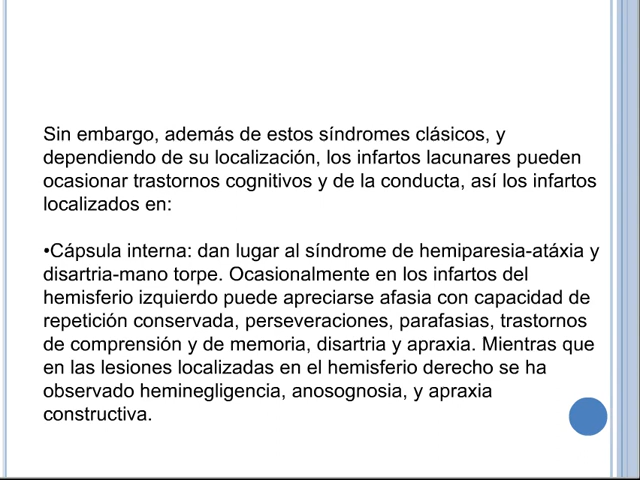 Sin embargo, además de estos síndromes clásicos, y
dependiendo de su localización, los infartos lacunares pueden
ocasionar trastornos cognitivos y de la conducta, así los infartos
localizados en:
•Cápsula interna: dan lugar al síndrome de hemiparesia-atáxia y
disartria-mano torpe. Ocasionalmente en los infartos del
hemisferio izquierdo puede apreciarse afasia con capacidad de
repetición conservada, perseveraciones, parafasias, trastornos
de comprensión y de memoria, disartria y apraxia. Mientras que
en las lesiones localizadas en el hemisferio derecho se ha
observado heminegligencia, anosognosia, y apraxia
constructiva.